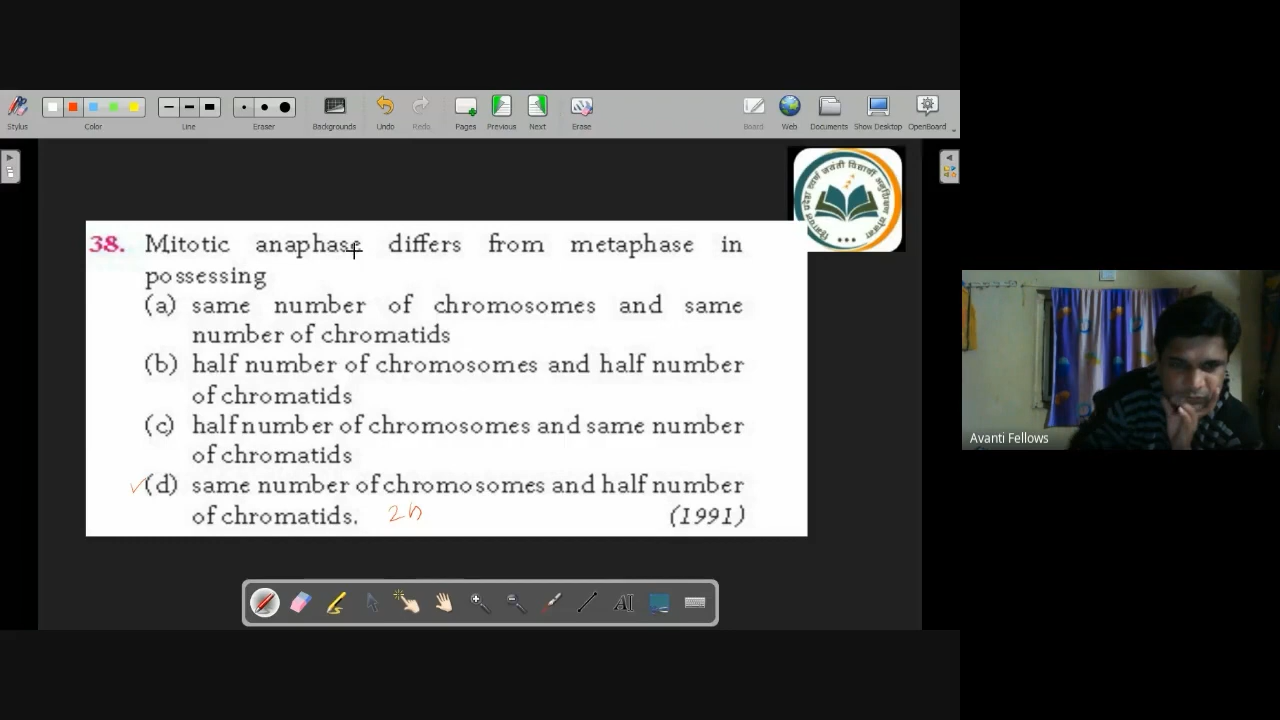 Stylus
Color
Line
Eraser
Backgrounds
Undo
Redo
Pages
Previous
Next
Erase
Board
Web
Documents
Show Desktop
OpenBoard
38. Mitotic anaphase differs from metaphase in
possessing
(a) same number of chromosomes and same
number of chromatids
(b) half number of chromosomes and half number
of chromatids
(c) half number of chromosomes and same number
of chromatids
(d) same number of chromosomes and half number
of chromatids. 2n (1991)
Avanti Fellows